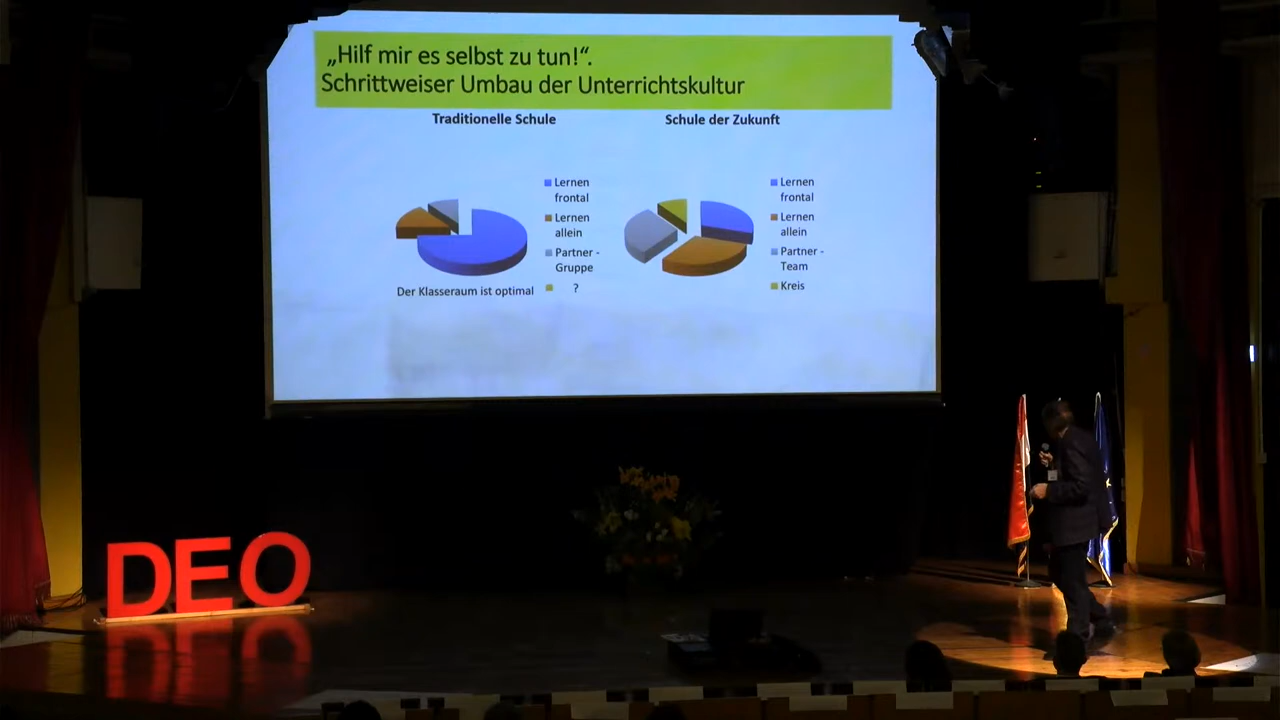 „Hilf mir es selbst zu tun!“.
Schrittweiser Umbau der Unterrichtskultur
Traditionelle Schule
Lernen
frontal
Lernen
allein
Partner -
Gruppe
?
Der Klasseraum ist optimal
Schule der Zukunft
Lernen
frontal
Lernen
allein
Partner -
Team
Kreis
DEO